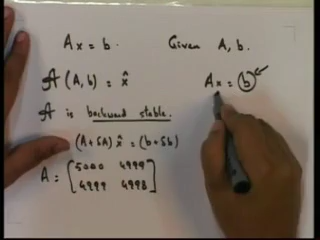 Ax = b. Given A, b.
𝒜 (A, b) = x̂ Ax = b
𝒜 is backward stable.
(A+δA) x̂ = (b+δb)
A = [5000 4999
4999 4998]